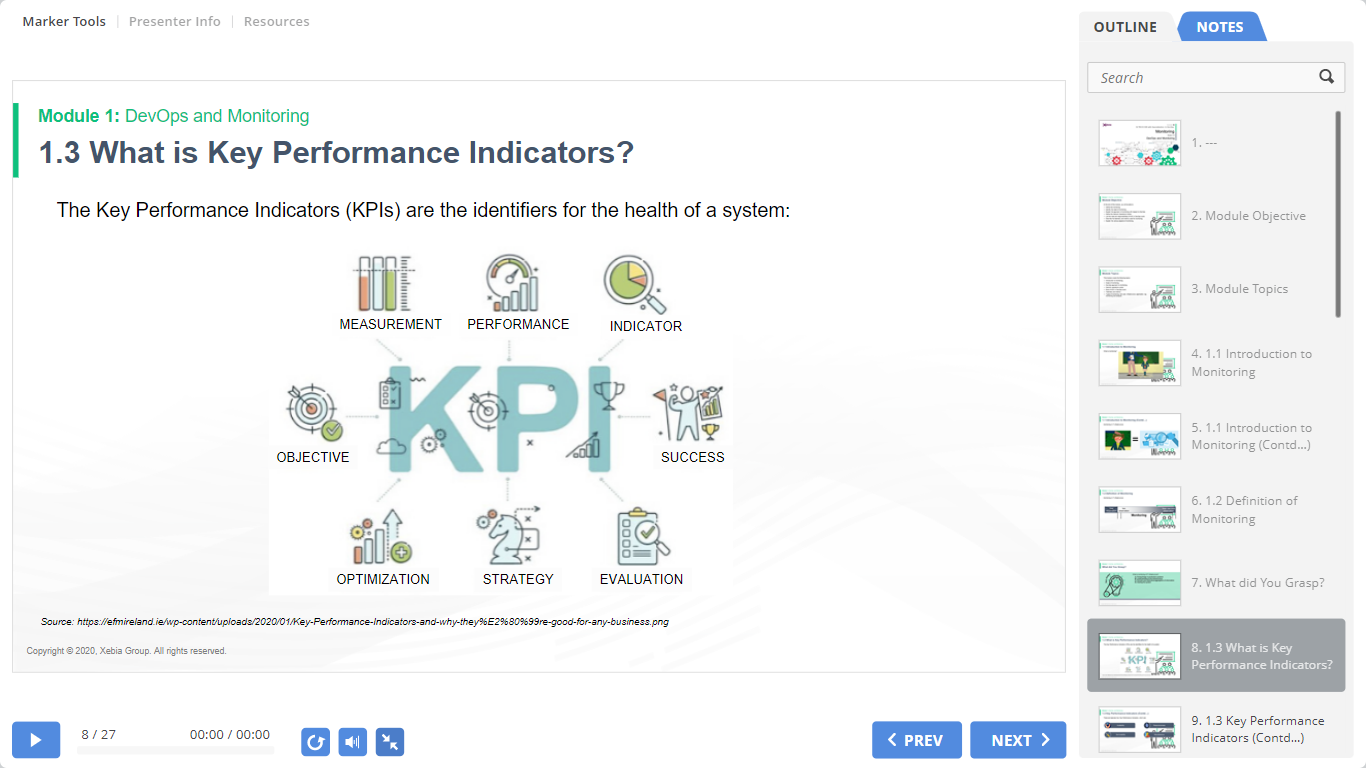 Marker Tools
Presenter Info
Resources
OUTLINE
NOTES
Search
Module 1: DevOps and Monitoring
1.3 What is Key Performance Indicators?
The Key Performance Indicators (KPIs) are the identifiers for the health of a system:
MEASUREMENT
PERFORMANCE
INDICATOR
KPI
OBJECTIVE
SUCCESS
OPTIMIZATION
STRATEGY
EVALUATION
Source: https://efmireland.ie/wp-content/uploads/2020/01/Key-Performance-Indicators-and-why-they%E2%80%99re-good-for-any-business.png
Copyright © 2020, Xebia Group. All rights reserved.
1. ---
2. Module Objective
3. Module Topics
4. 1.1 Introduction to
Monitoring
5. 1.1 Introduction to
Monitoring (Contd...)
6. 1.2 Definition of
Monitoring
7. What did You Grasp?
8. 1.3 What is Key
Performance Indicators?
9. 1.3 Key Performance
Indicators (Contd...)
8 / 27
00:00 / 00:00
PREV
NEXT